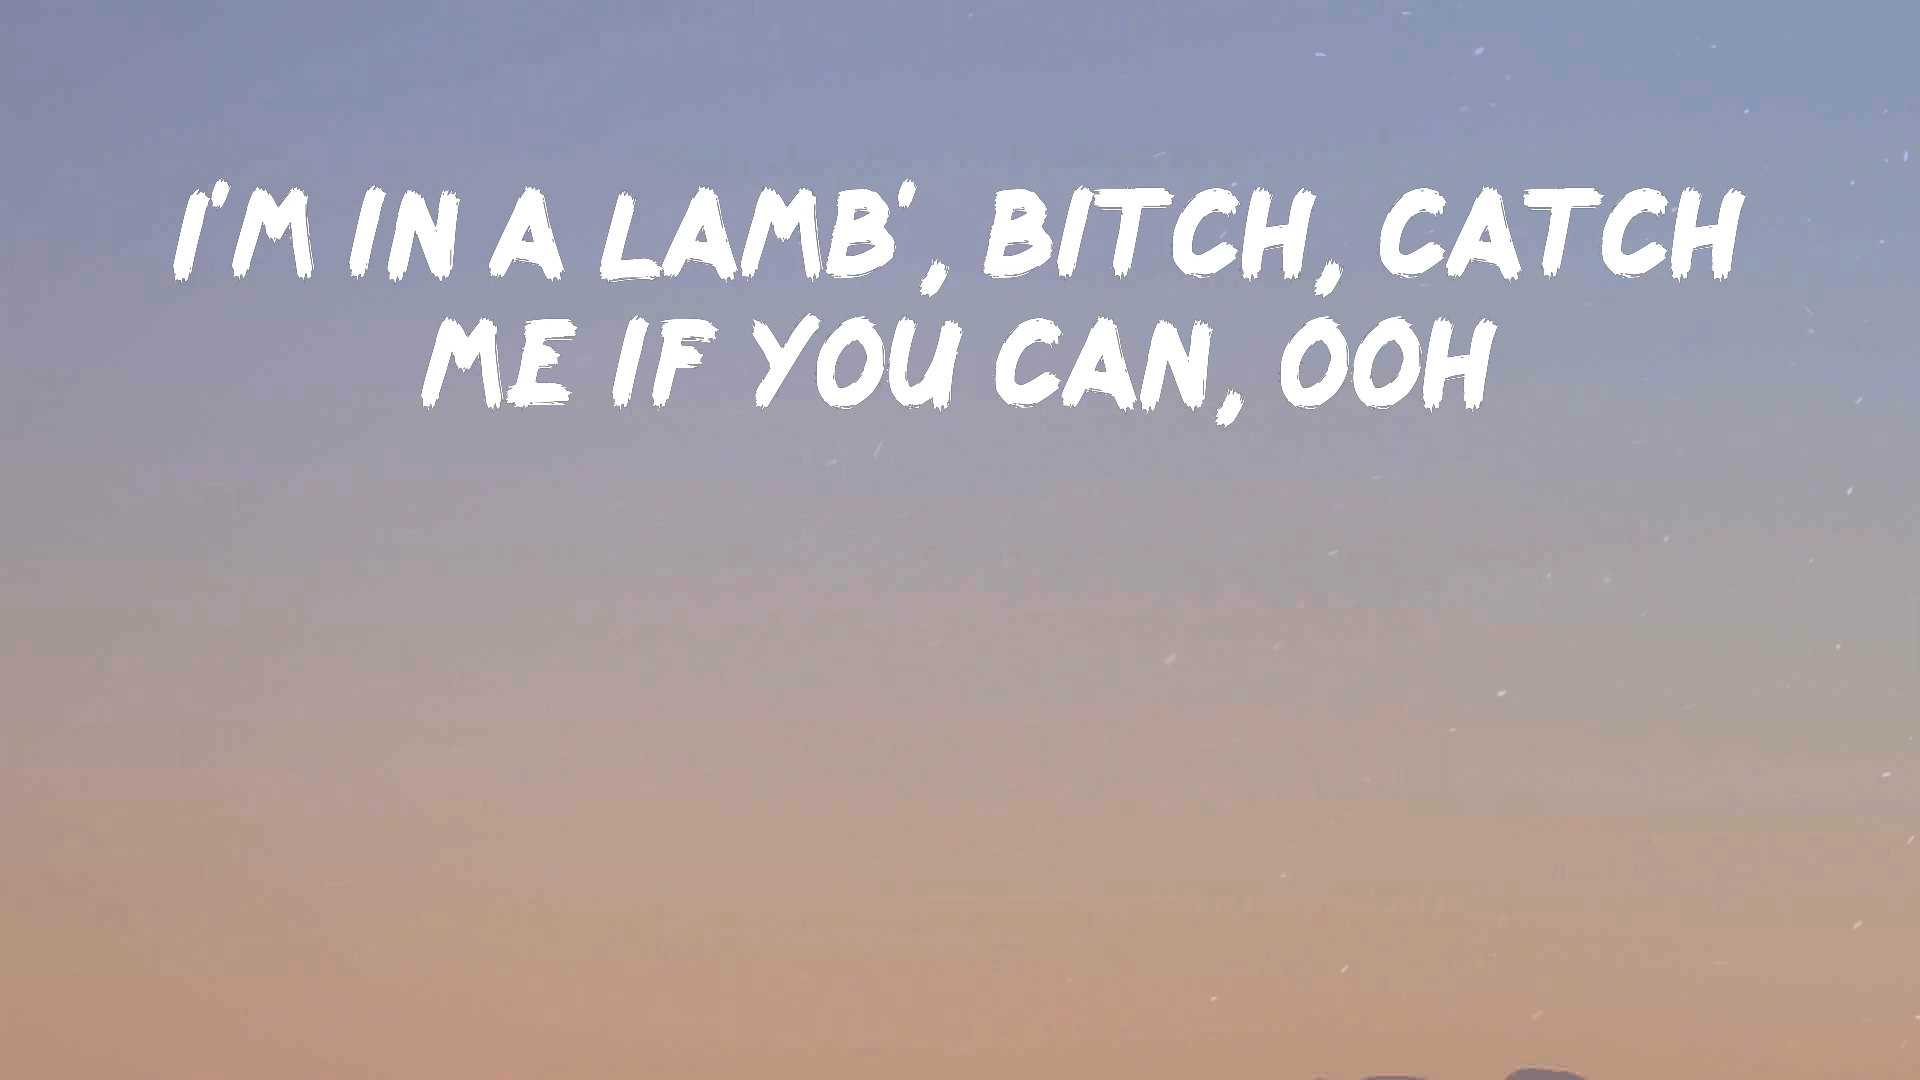 I'M IN A LAMB', BITCH, CATCH
ME IF YOU CAN, OOH